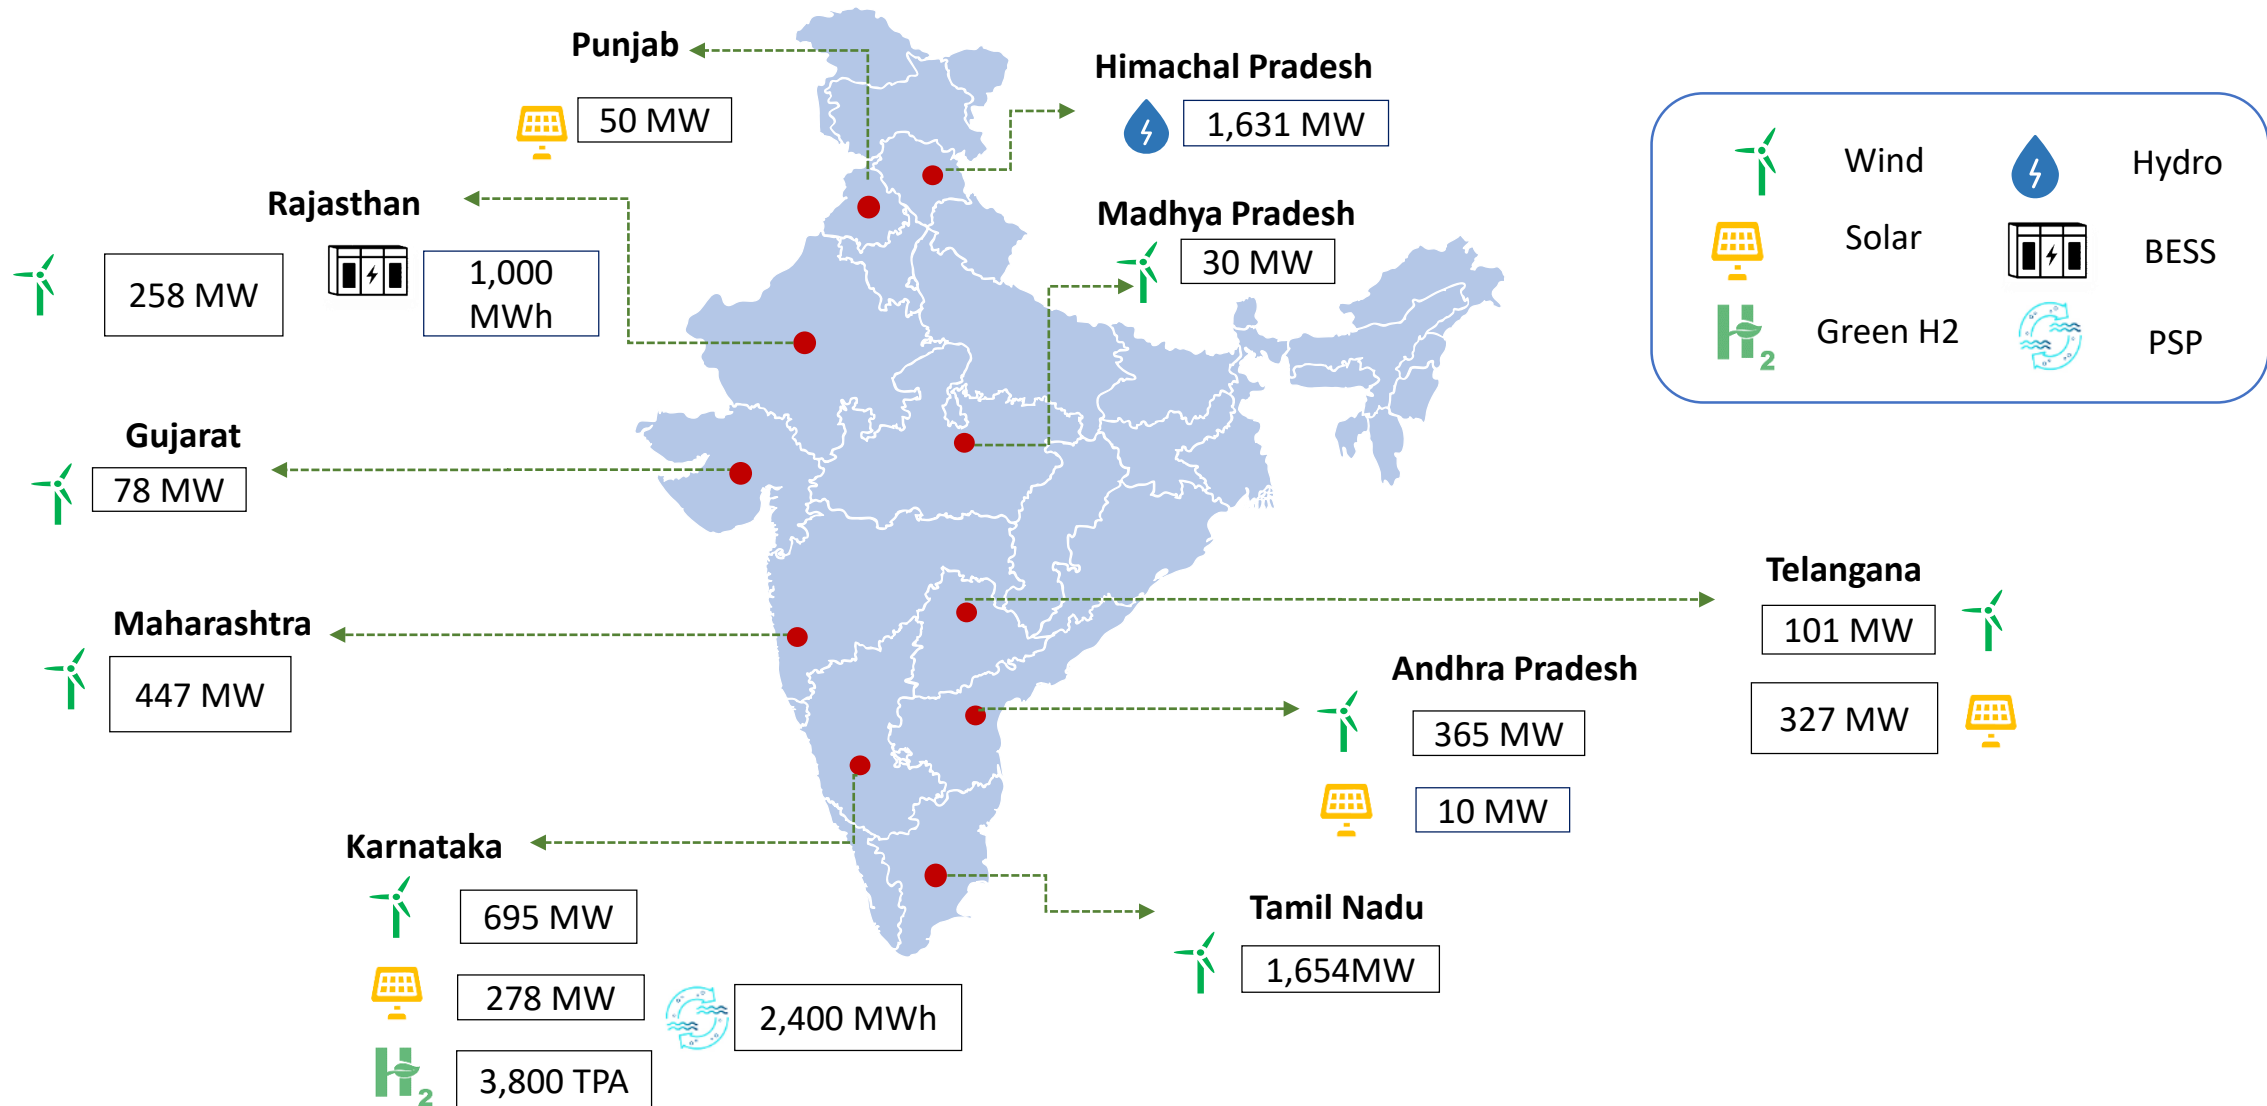 Punjab
50 MW
Himachal Pradesh
1,631 MW
Rajasthan
258 MW
1,000
MWh
Madhya Pradesh
30 MW
Wind
Hydro
Solar
BESS
H2
Green H2
PSP
Gujarat
78 MW
Maharashtra
447 MW
Telangana
101 MW
327 MW
Andhra Pradesh
365 MW
10 MW
Karnataka
695 MW
278 MW
2,400 MWh
H2
3,800 TPA
Tamil Nadu
1,654MW